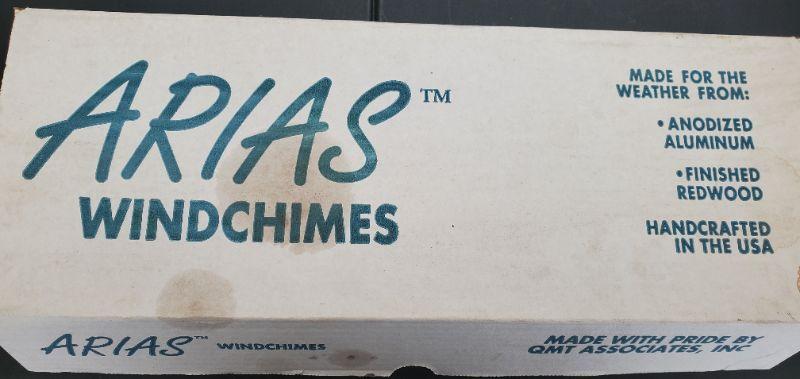 ARIAS™
WINDCHIMES
MADE FOR THE
WEATHER FROM:
• ANODIZED
ALUMINUM
• FINISHED
REDWOOD
HANDCRAFTED
IN THE USA
ARIAS™ WINDCHIMES
MADE WITH PRIDE BY
QMT ASSOCIATES, INC